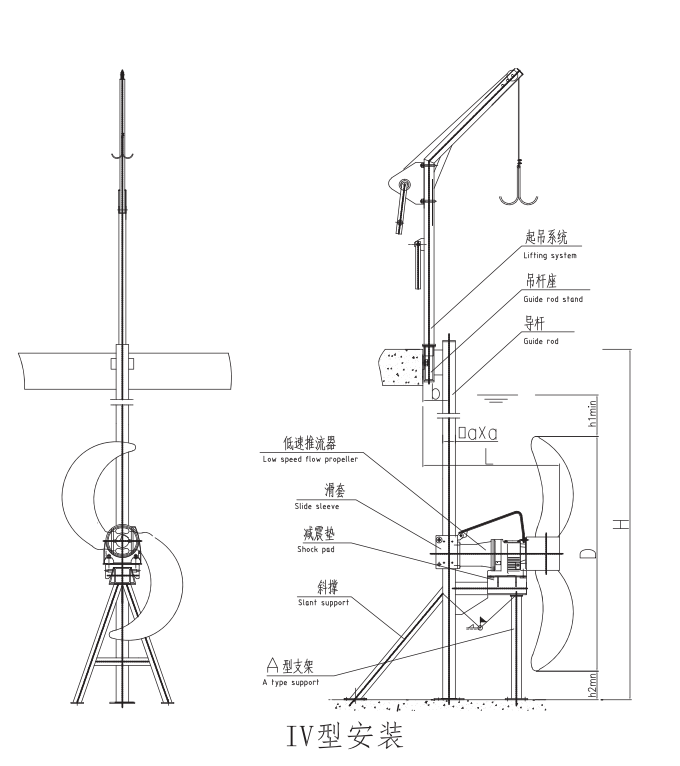 起吊系统
Lifting system
吊杆座
Guide rod stand
导杆
Guide rod
b
h1min
□aXa
L
低速推流器
Low speed flow propeller
滑套
Slide sleeve
减震垫
Shock pad
H
D
斜撑
Slant support
A型支架
A type support
h2mn
IV型安装